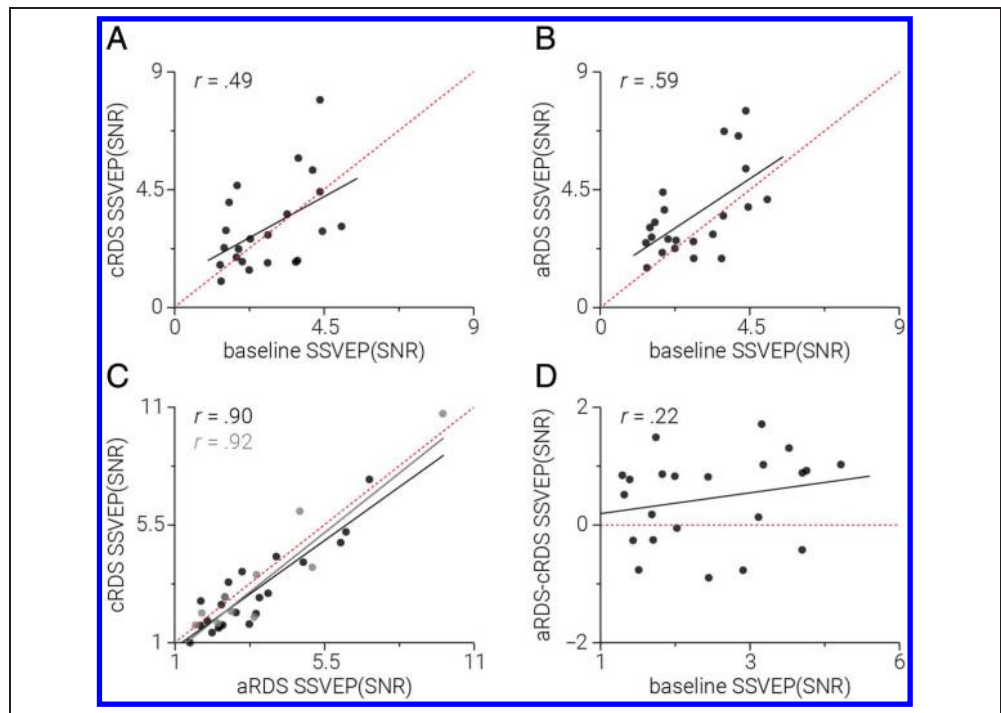 A
r = .49
9
4.5
0
0
4.5
9
cRDS SSVEP(SNR)
baseline SSVEP(SNR)
B
r = .59
9
4.5
0
0
4.5
9
aRDS SSVEP(SNR)
baseline SSVEP(SNR)
C
r = .90
r = .92
11
5.5
1
1
5.5
11
cRDS SSVEP(SNR)
aRDS SSVEP(SNR)
D
r = .22
2
0
−2
1
3
6
aRDS-cRDS SSVEP(SNR)
baseline SSVEP(SNR)